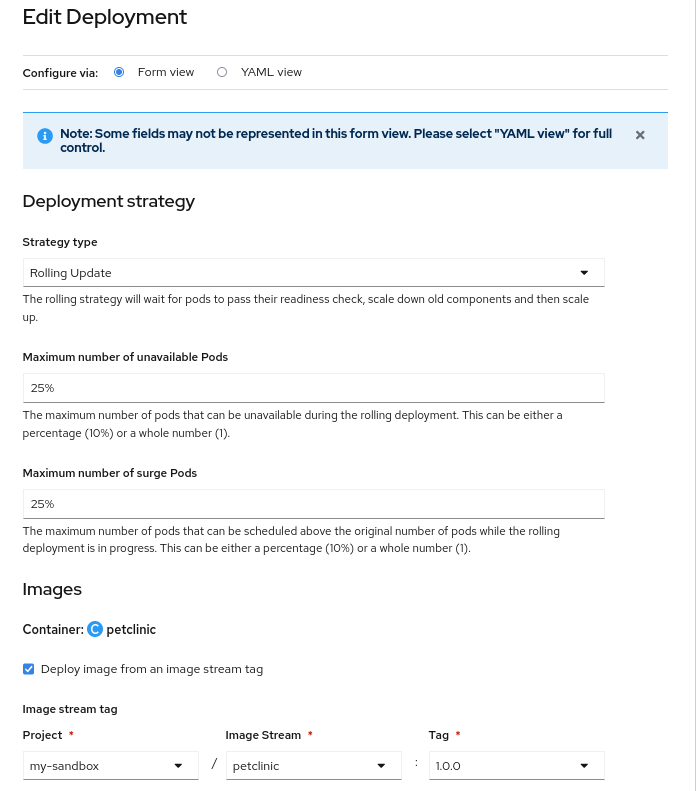 Edit Deployment
Configure via: Form view YAML view
Note: Some fields may not be represented in this form view. Please select "YAML view" for full
control.
Deployment strategy
Strategy type
Rolling Update
The rolling strategy will wait for pods to pass their readiness check, scale down old components and then scale
up.
Maximum number of unavailable Pods
25%
The maximum number of pods that can be unavailable during the rolling deployment. This can be either a
percentage (10%) or a whole number (1).
Maximum number of surge Pods
25%
The maximum number of pods that can be scheduled above the original number of pods while the rolling
deployment is in progress. This can be either a percentage (10%) or a whole number (1).
Images
Container: C petclinic
Deploy image from an image stream tag
Image stream tag
Project * Image Stream * Tag *
my-sandbox / petclinic : 1.0.0